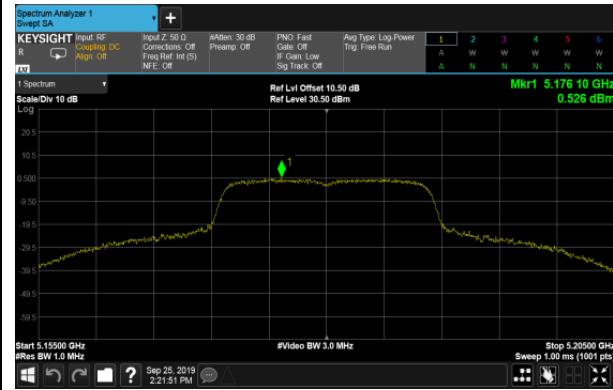 Spectrum Analyzer 1
Swept SA
+
KEYSIGHT Input: RF Input Z: 50 Ω #Atten: 30 dB PNO: Fast Avg Type: Log-Power 1 2 3 4 5 6
R Coupling: DC Corrections: Off Preamp: Off Gate: Off Trig: Free Run A W W W W W
Align: Off Freq Ref: Int (S) IF Gain: Low A N N N N N
LXI NFE: Off Sig Track: Off
1 Spectrum Ref Lvl Offset 10.50 dB Mkr1 5.176 10 GHz
Scale/Div 10 dB Ref Level 30.50 dBm 0.526 dBm
Log
20.5
10.5
1
0.500
-9.50
-19.5
-29.5
-39.5
-49.5
-59.5
Start 5.15500 GHz #Video BW 3.0 MHz Stop 5.20500 GHz
#Res BW 1.0 MHz Sweep 1.00 ms (1001 pts)
? Sep 25, 2019
2:21:51 PM